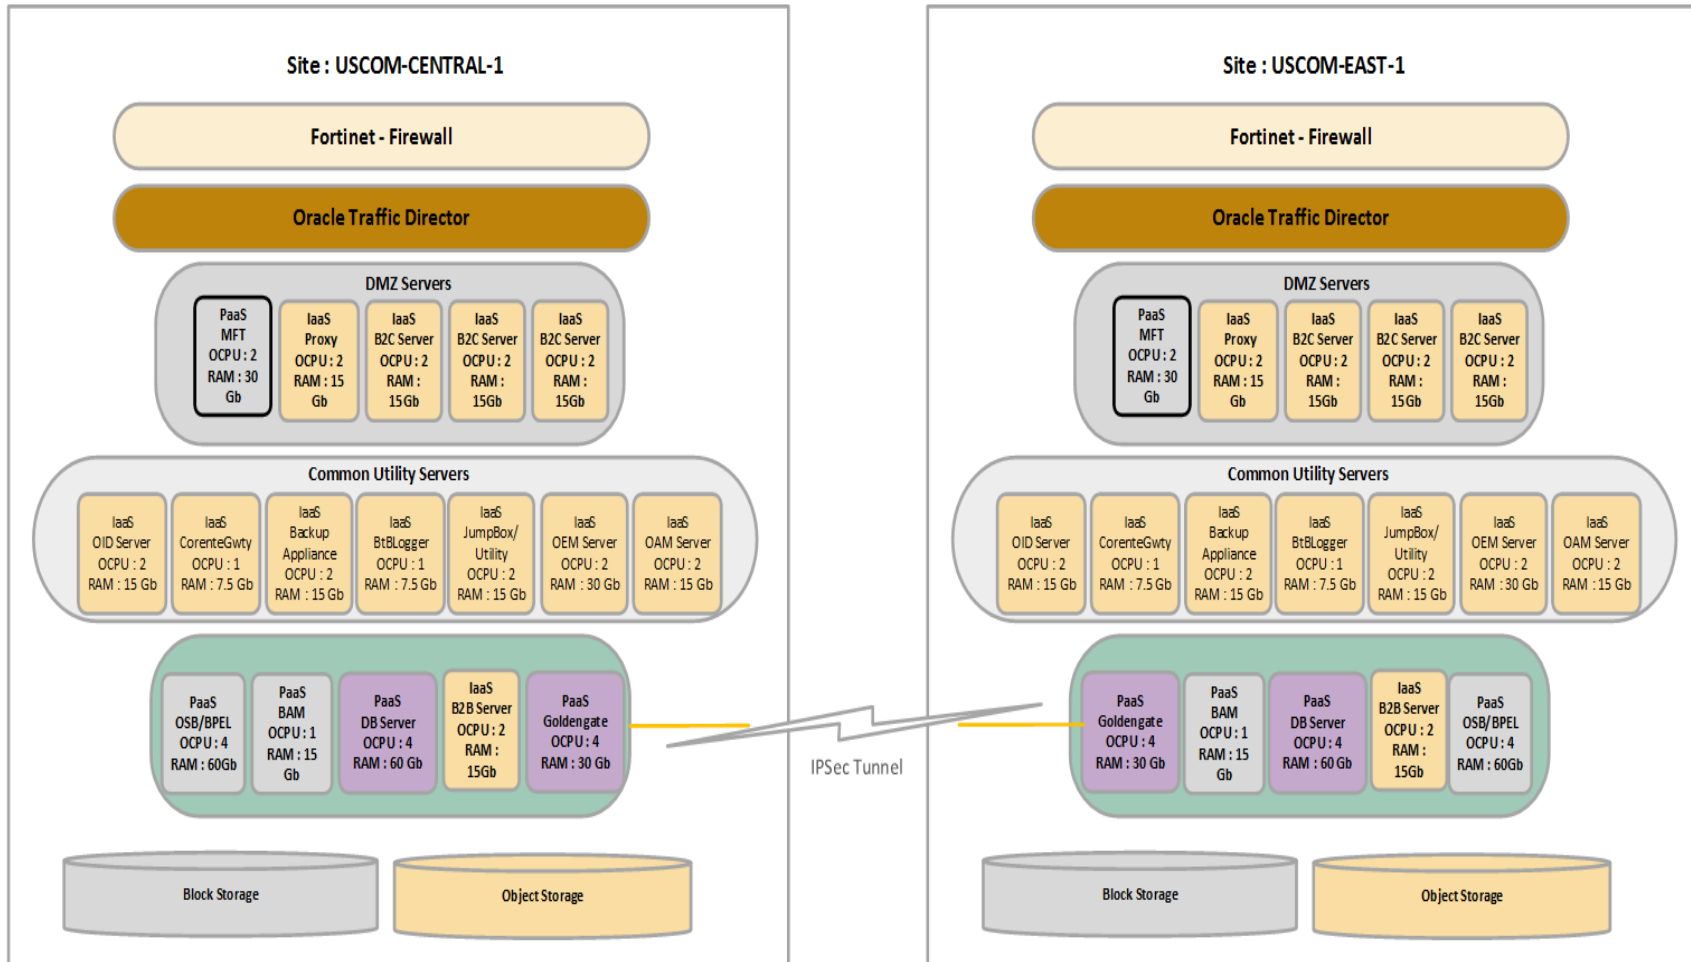 Site : USCOM-CENTRAL-1
Fortinet - Firewall
Oracle Traffic Director
DMZ Servers
PaaS
MFT
OCPU : 2
RAM : 30
Gb
IaaS
Proxy
OCPU : 2
RAM : 15
Gb
IaaS
B2C Server
OCPU : 2
RAM :
15Gb
IaaS
B2C Server
OCPU : 2
RAM :
15Gb
IaaS
B2C Server
OCPU : 2
RAM :
15Gb
Common Utility Servers
IaaS
OID Server
OCPU : 2
RAM : 15 Gb
IaaS
CorenteGwty
OCPU : 1
RAM : 7.5 Gb
IaaS
Backup
Appliance
OCPU : 2
RAM : 15 Gb
IaaS
BtBLogger
OCPU : 1
RAM : 7.5 Gb
IaaS
JumpBox/
Utility
OCPU : 2
RAM : 15 Gb
IaaS
OEM Server
OCPU : 2
RAM : 30 Gb
IaaS
OAM Server
OCPU : 2
RAM : 15 Gb
PaaS
OSB/BPEL
OCPU : 4
RAM : 60Gb
PaaS
BAM
OCPU : 1
RAM : 15
Gb
PaaS
DB Server
OCPU : 4
RAM : 60 Gb
IaaS
B2B Server
OCPU : 2
RAM :
15Gb
PaaS
Goldengate
OCPU : 4
RAM : 30 Gb
Block Storage
Object Storage
IPSec Tunnel
Site : USCOM-EAST-1
Fortinet - Firewall
Oracle Traffic Director
DMZ Servers
PaaS
MFT
OCPU : 2
RAM : 30
Gb
IaaS
Proxy
OCPU : 2
RAM : 15
Gb
IaaS
B2C Server
OCPU : 2
RAM :
15Gb
IaaS
B2C Server
OCPU : 2
RAM :
15Gb
IaaS
B2C Server
OCPU : 2
RAM :
15Gb
Common Utility Servers
IaaS
OID Server
OCPU : 2
RAM : 15 Gb
IaaS
CorenteGwty
OCPU : 1
RAM : 7.5 Gb
IaaS
Backup
Appliance
OCPU : 2
RAM : 15 Gb
IaaS
BtBLogger
OCPU : 1
RAM : 7.5 Gb
IaaS
JumpBox/
Utility
OCPU : 2
RAM : 15 Gb
IaaS
OEM Server
OCPU : 2
RAM : 30 Gb
IaaS
OAM Server
OCPU : 2
RAM : 15 Gb
PaaS
Goldengate
OCPU : 4
RAM : 30 Gb
PaaS
BAM
OCPU : 1
RAM : 15
Gb
PaaS
DB Server
OCPU : 4
RAM : 60 Gb
IaaS
B2B Server
OCPU : 2
RAM :
15Gb
PaaS
OSB/BPEL
OCPU : 4
RAM : 60Gb
Block Storage
Object Storage